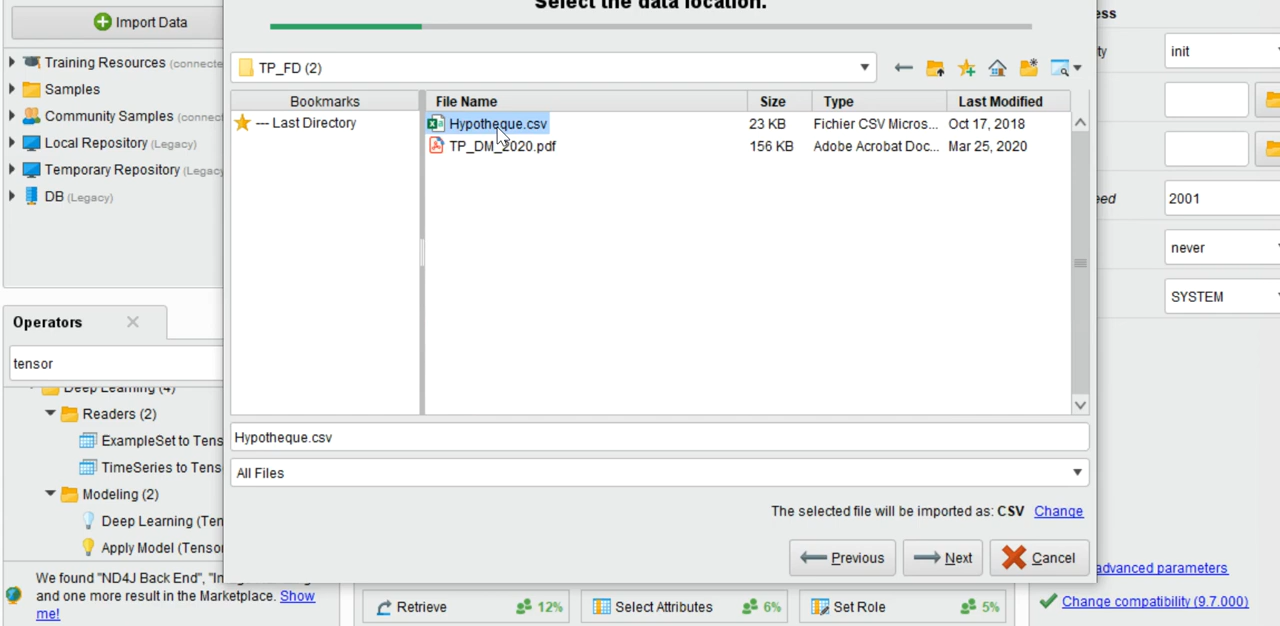 Select the data location.
Import Data
Training Resources (connecte
Samples
Community Samples (connec
Local Repository (Legacy)
Temporary Repository (Legac
DB (Legacy)
Operators
tensor
Deep Learning (4)
Readers (2)
ExampleSet to Tens
TimeSeries to Tens
Modeling (2)
Deep Learning (Ten
Apply Model (Tensor
We found "ND4J Back End", "In
and one more result in the Marketplace. Show
me!
TP_FD (2)
Bookmarks
--- Last Directory
File Name Size Type Last Modified
Hypotheque.csv 23 KB Fichier CSV Micros... Oct 17, 2018
TP_DM_2020.pdf 156 KB Adobe Acrobat Doc... Mar 25, 2020
Hypotheque.csv
All Files
The selected file will be imported as: CSV Change
Previous
Next
Cancel
Retrieve 12%
Select Attributes 6%
Set Role 5%
ess
ty init
eed 2001
never
SYSTEM
advanced parameters
Change compatibility (9.7.000)